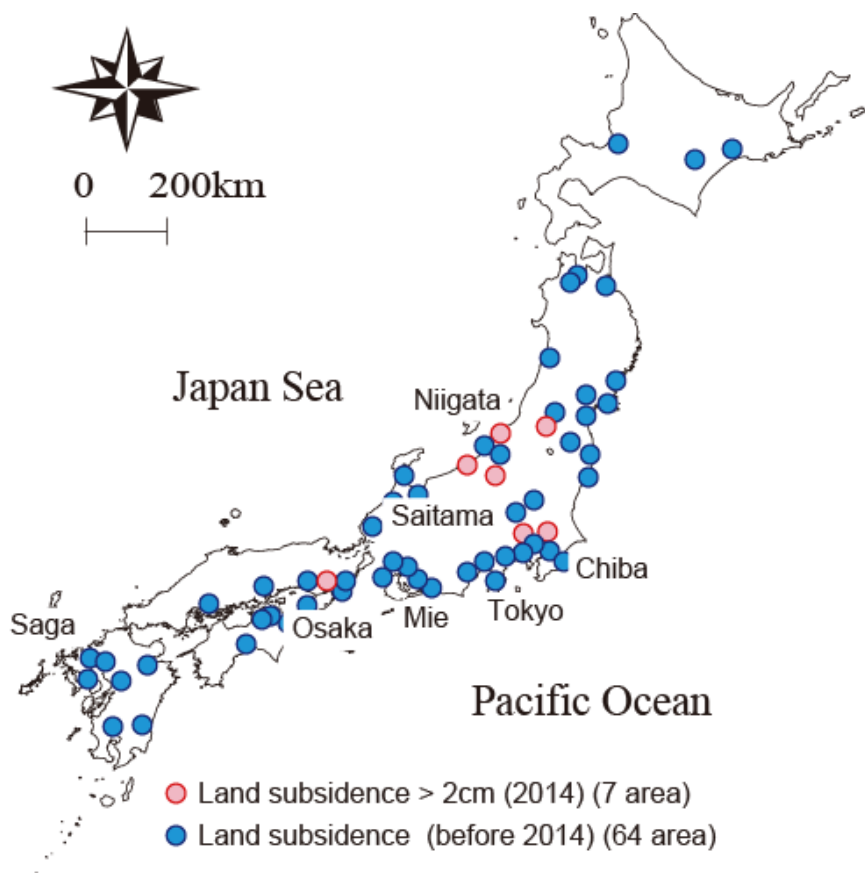 0 200km
Japan Sea
Niigata
Saitama
Chiba
Tokyo
Mie
Osaka
Saga
Pacific Ocean
Land subsidence > 2cm (2014) (7 area)
Land subsidence (before 2014) (64 area)